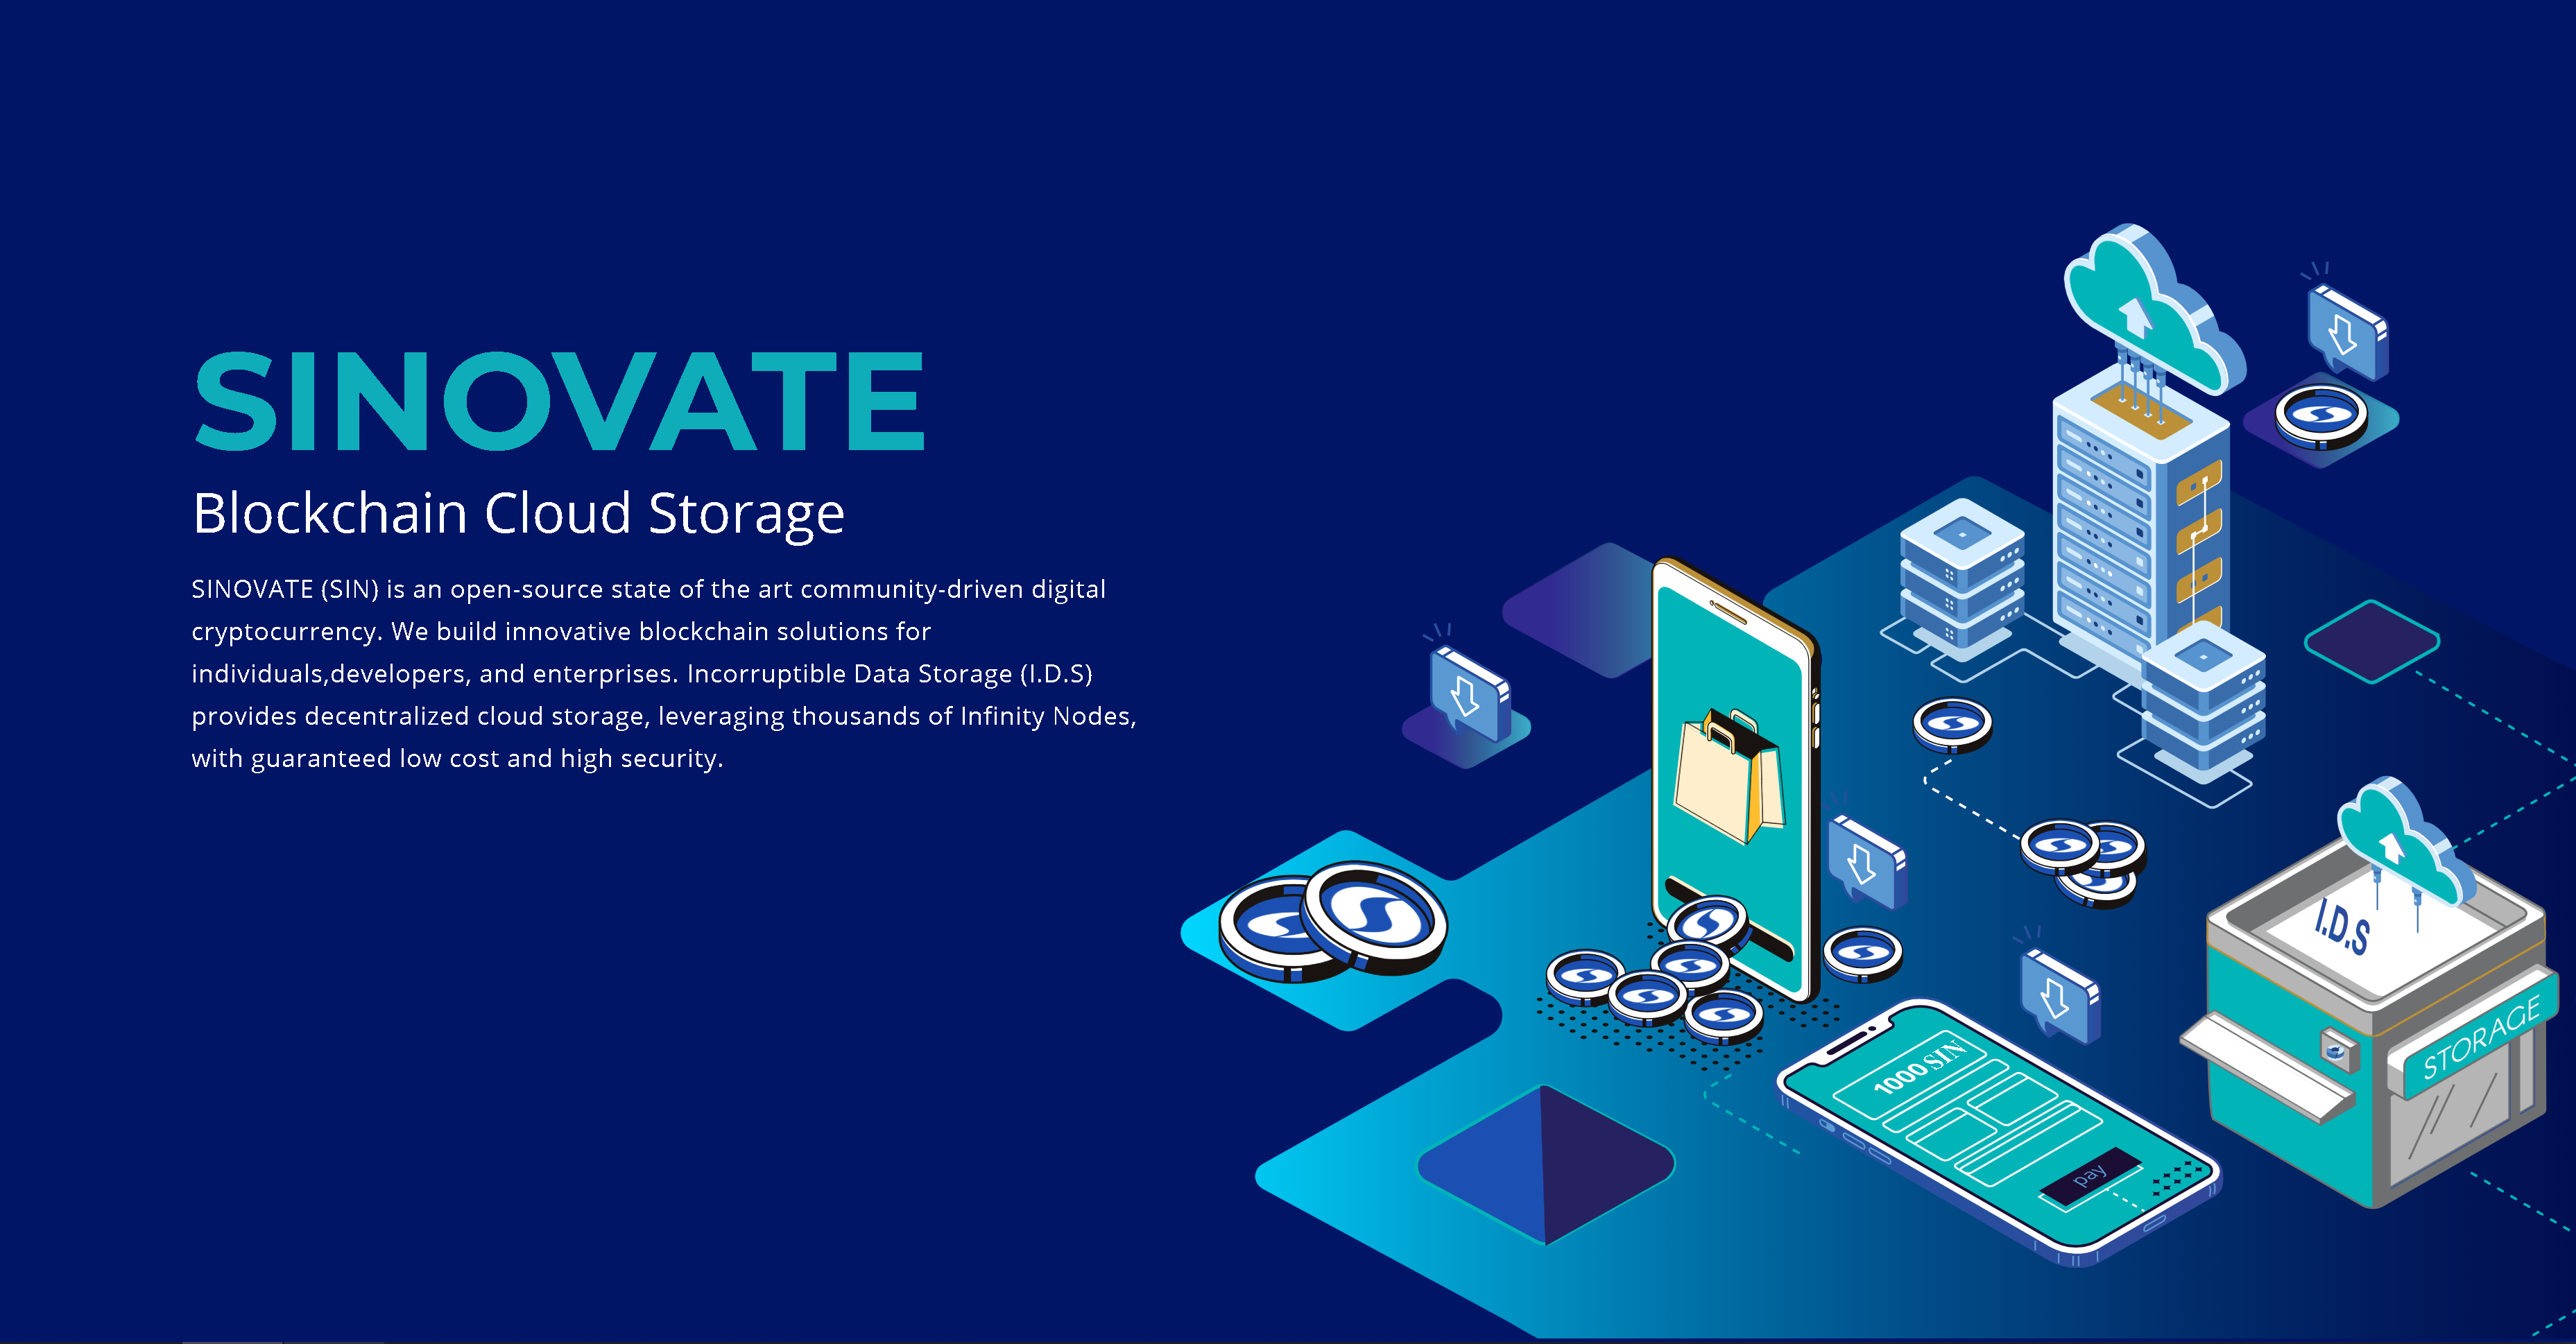 SINOVATE
Blockchain Cloud Storage
SINOVATE (SIN) is an open-source state of the art community-driven digital
cryptocurrency. We build innovative blockchain solutions for
individuals,developers, and enterprises. Incorruptible Data Storage (I.D.S)
provides decentralized cloud storage, leveraging thousands of Infinity Nodes,
with guaranteed low cost and high security.
I.D.S
STORAGE
1000 SIN
pay